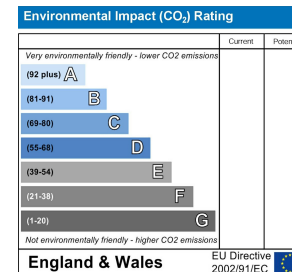 Environmental Impact (CO₂) Rating
Current Poten
Very environmentally friendly - lower CO2 emissions
(92 plus) A
(81-91) B
(69-80) C
(55-68) D
(39-54) E
(21-38) F
(1-20) G
Not environmentally friendly - higher CO2 emissions
England & Wales
EU Directive
2002/91/EC